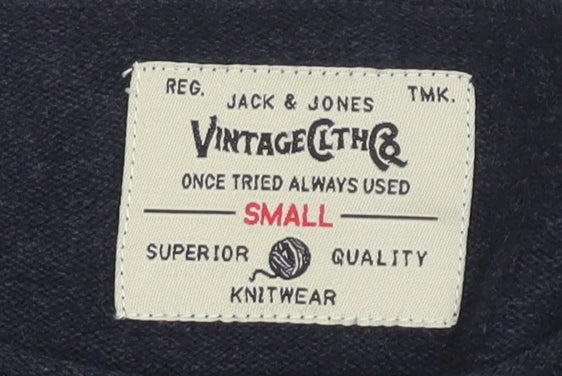 REG. TMK.
JACK & JONES
VINTAGE CLTH CO
ONCE TRIED ALWAYS USED
SMALL
SUPERIOR QUALITY
KNITWEAR